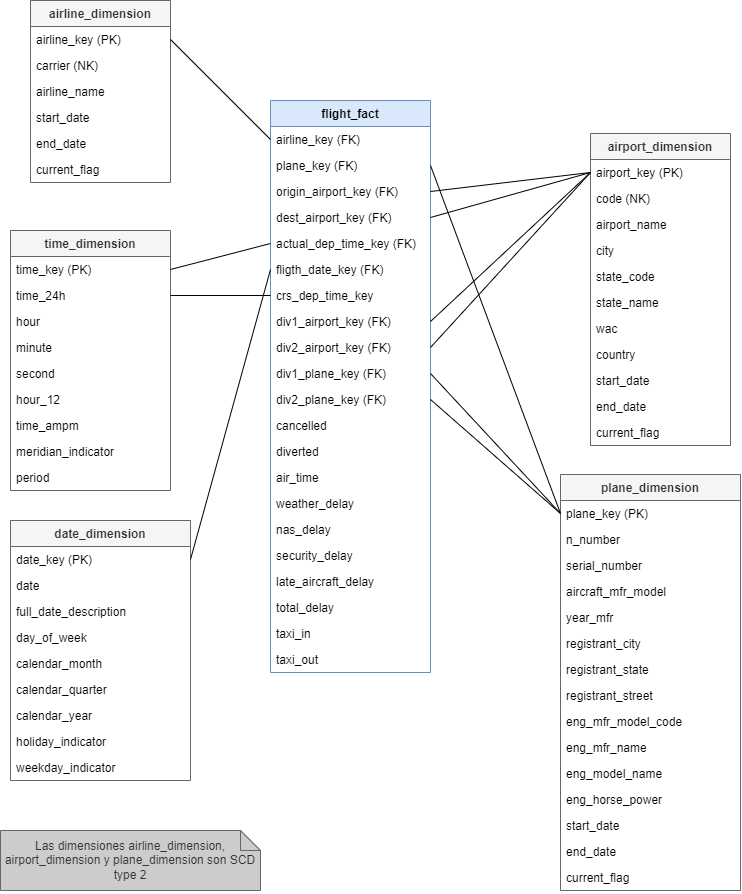 airline_dimension
airline_key (PK)
carrier (NK)
airline_name
start_date
end_date
current_flag
time_dimension
time_key (PK)
time_24h
hour
minute
second
hour_12
time_ampm
meridian_indicator
period
date_dimension
date_key (PK)
date
full_date_description
day_of_week
calendar_month
calendar_quarter
calendar_year
holiday_indicator
weekday_indicator
Las dimensiones airline_dimension,
airport_dimension y plane_dimension son SCD
type 2
flight_fact
airline_key (FK)
plane_key (FK)
origin_airport_key (FK)
dest_airport_key (FK)
actual_dep_time_key (FK)
fligth_date_key (FK)
crs_dep_time_key
div1_airport_key (FK)
div2_airport_key (FK)
div1_plane_key (FK)
div2_plane_key (FK)
cancelled
diverted
air_time
weather_delay
nas_delay
security_delay
late_aircraft_delay
total_delay
taxi_in
taxi_out
airport_dimension
airport_key (PK)
code (NK)
airport_name
city
state_code
state_name
wac
country
start_date
end_date
current_flag
plane_dimension
plane_key (PK)
n_number
serial_number
aircraft_mfr_model
year_mfr
registrant_city
registrant_state
registrant_street
eng_mfr_model_code
eng_mfr_name
eng_model_name
eng_horse_power
start_date
end_date
current_flag